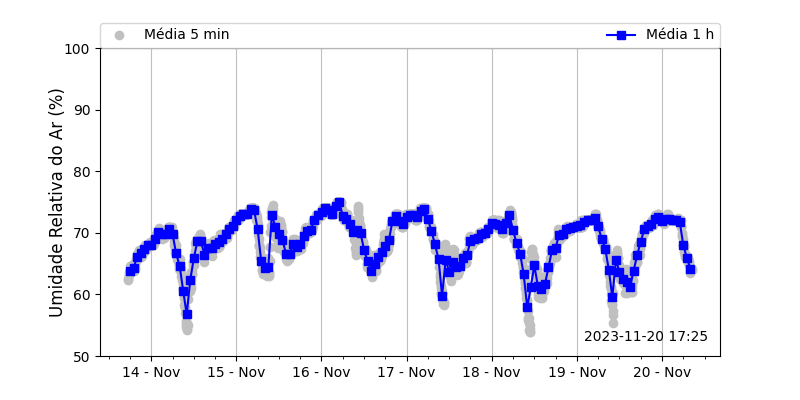 Média 5 min
Média 1 h
Umidade Relativa do Ar (%)
100
90
80
70
60
50
2023-11-20 17:25
14 - Nov
15 - Nov
16 - Nov
17 - Nov
18 - Nov
19 - Nov
20 - Nov